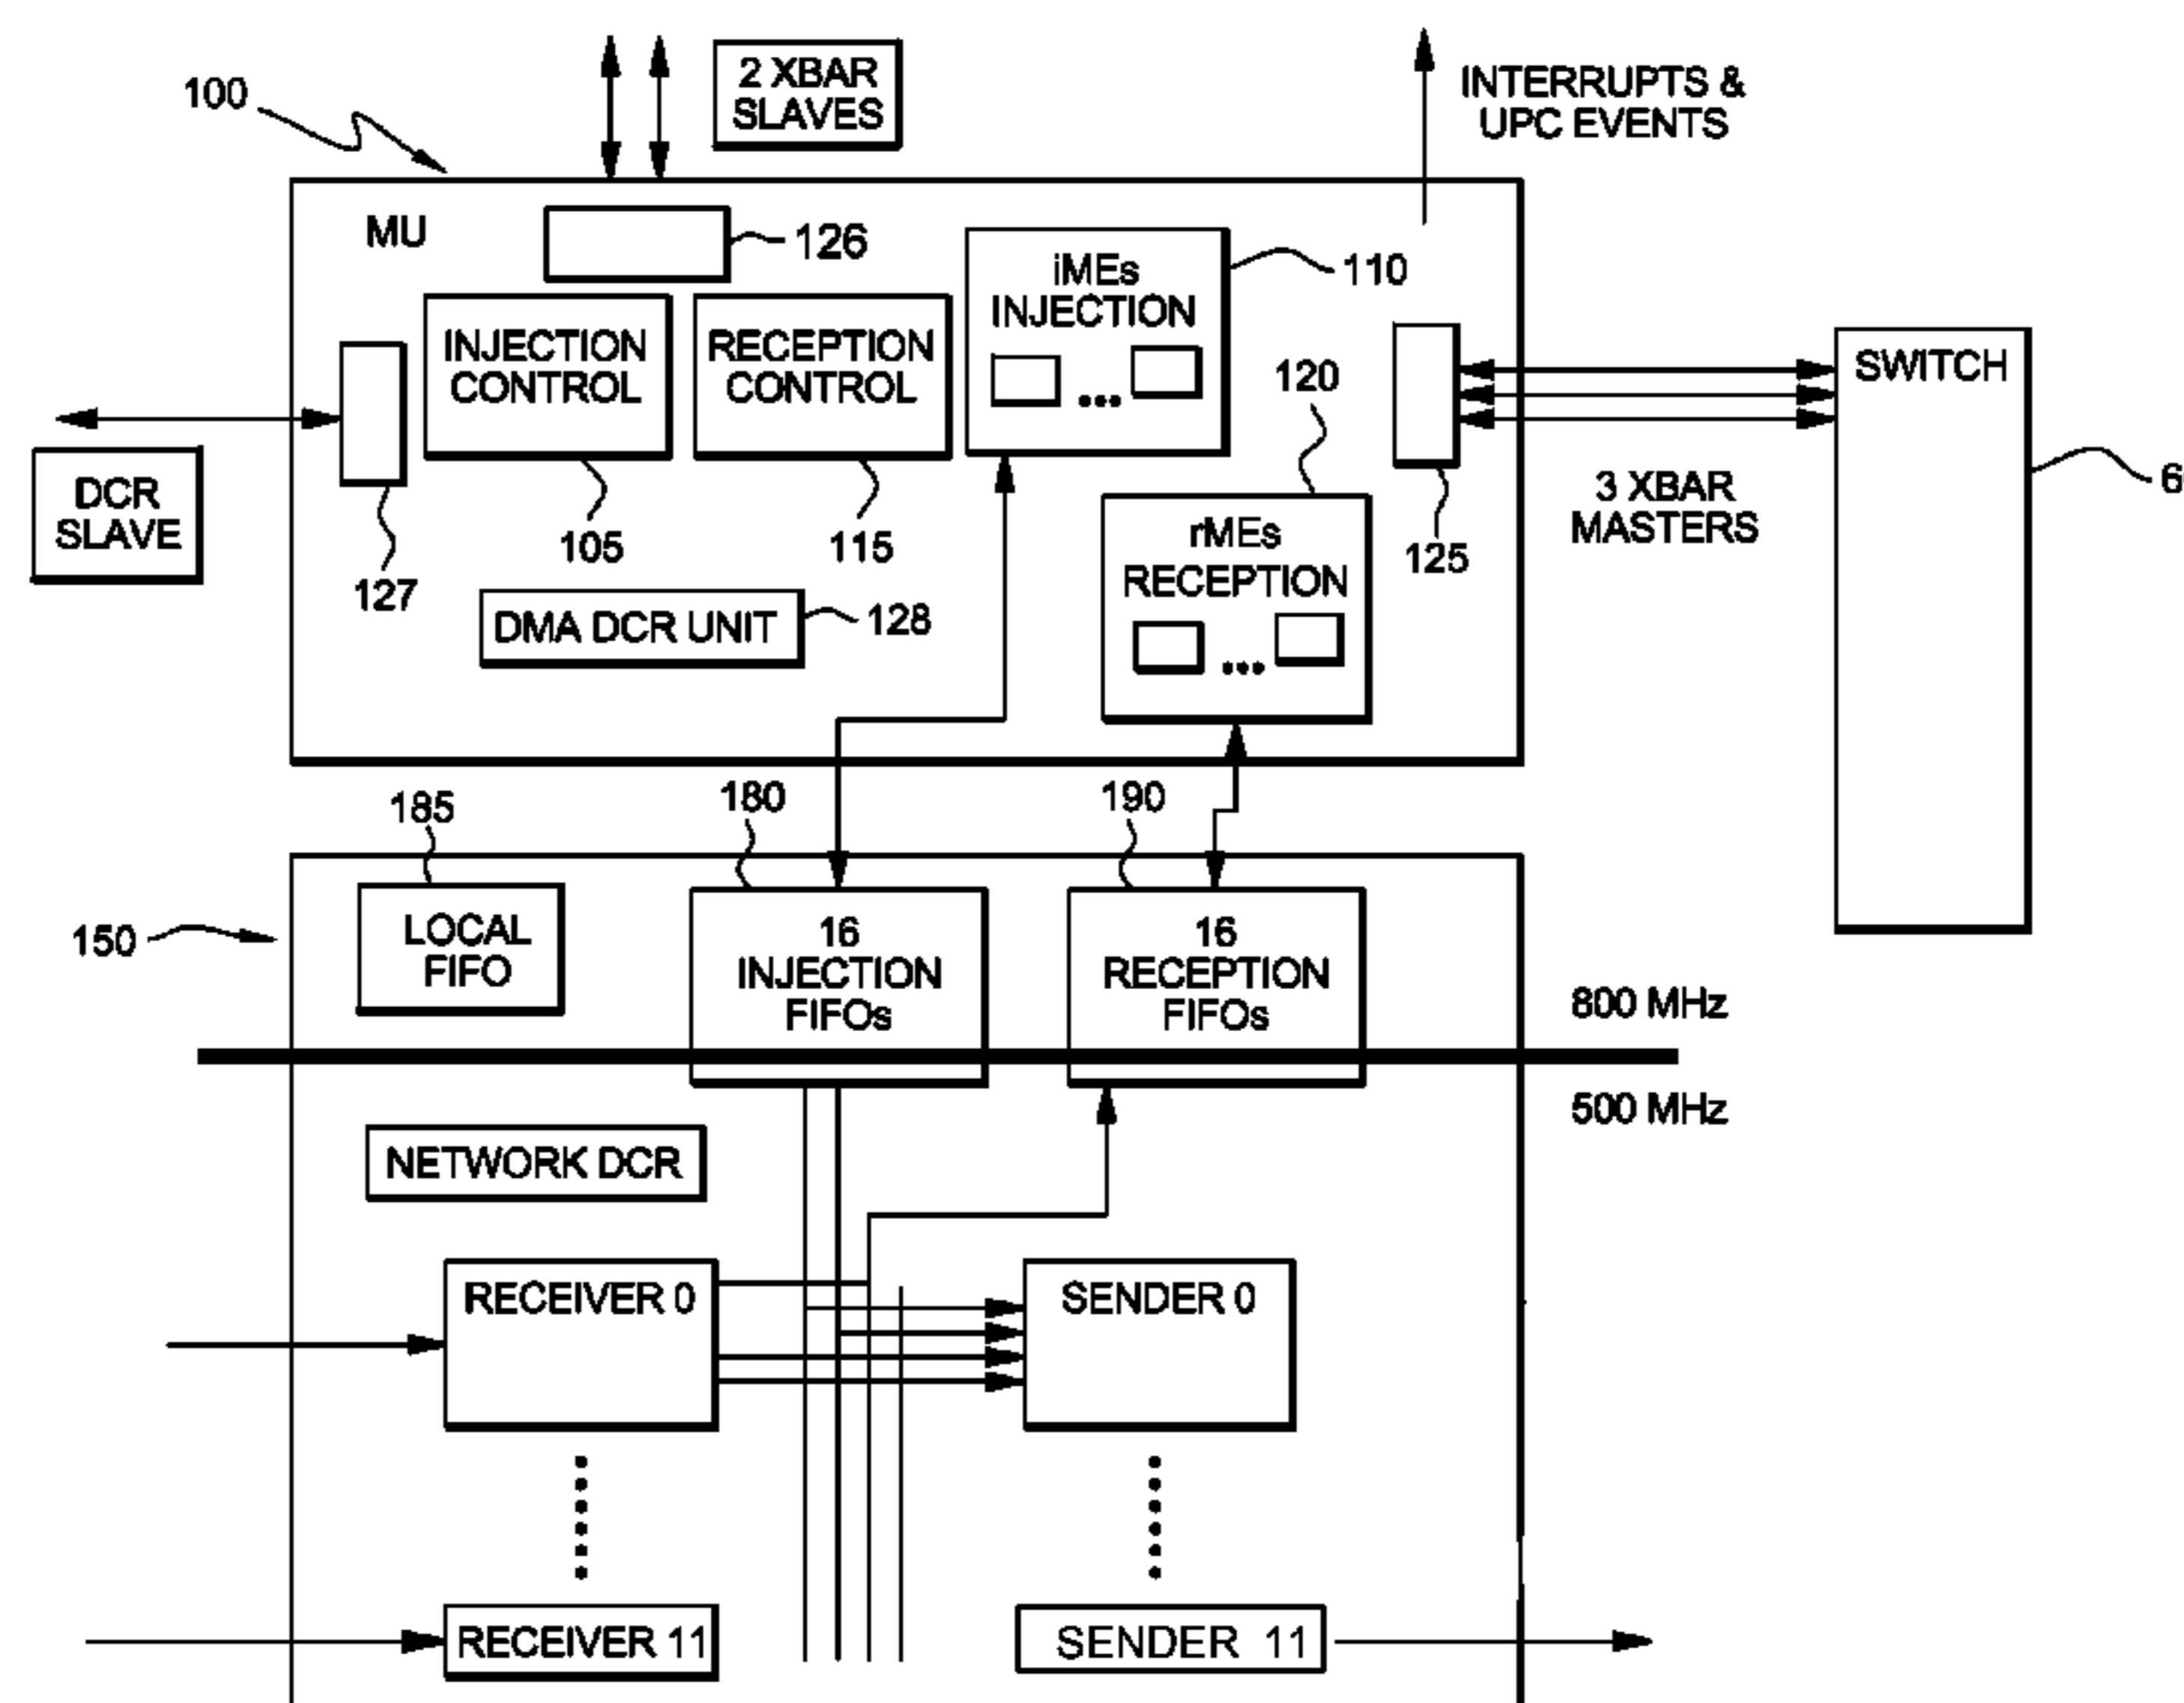 100
2 XBAR
SLAVES
INTERRUPTS &
UPC EVENTS
MU
126
iMEs
INJECTION
110
INJECTION
CONTROL
RECEPTION
CONTROL
120
SWITCH
DCR
SLAVE
127
105
115
rMEs
RECEPTION
125
3 XBAR
MASTERS
6
DMA DCR UNIT
128
•••
•••
185
180
190
150
LOCAL
FIFO
16
INJECTION
FIFOs
16
RECEPTION
FIFOs
800 MHz
500 MHz
NETWORK DCR
RECEIVER 0
SENDER 0
RECEIVER 11
SENDER 11